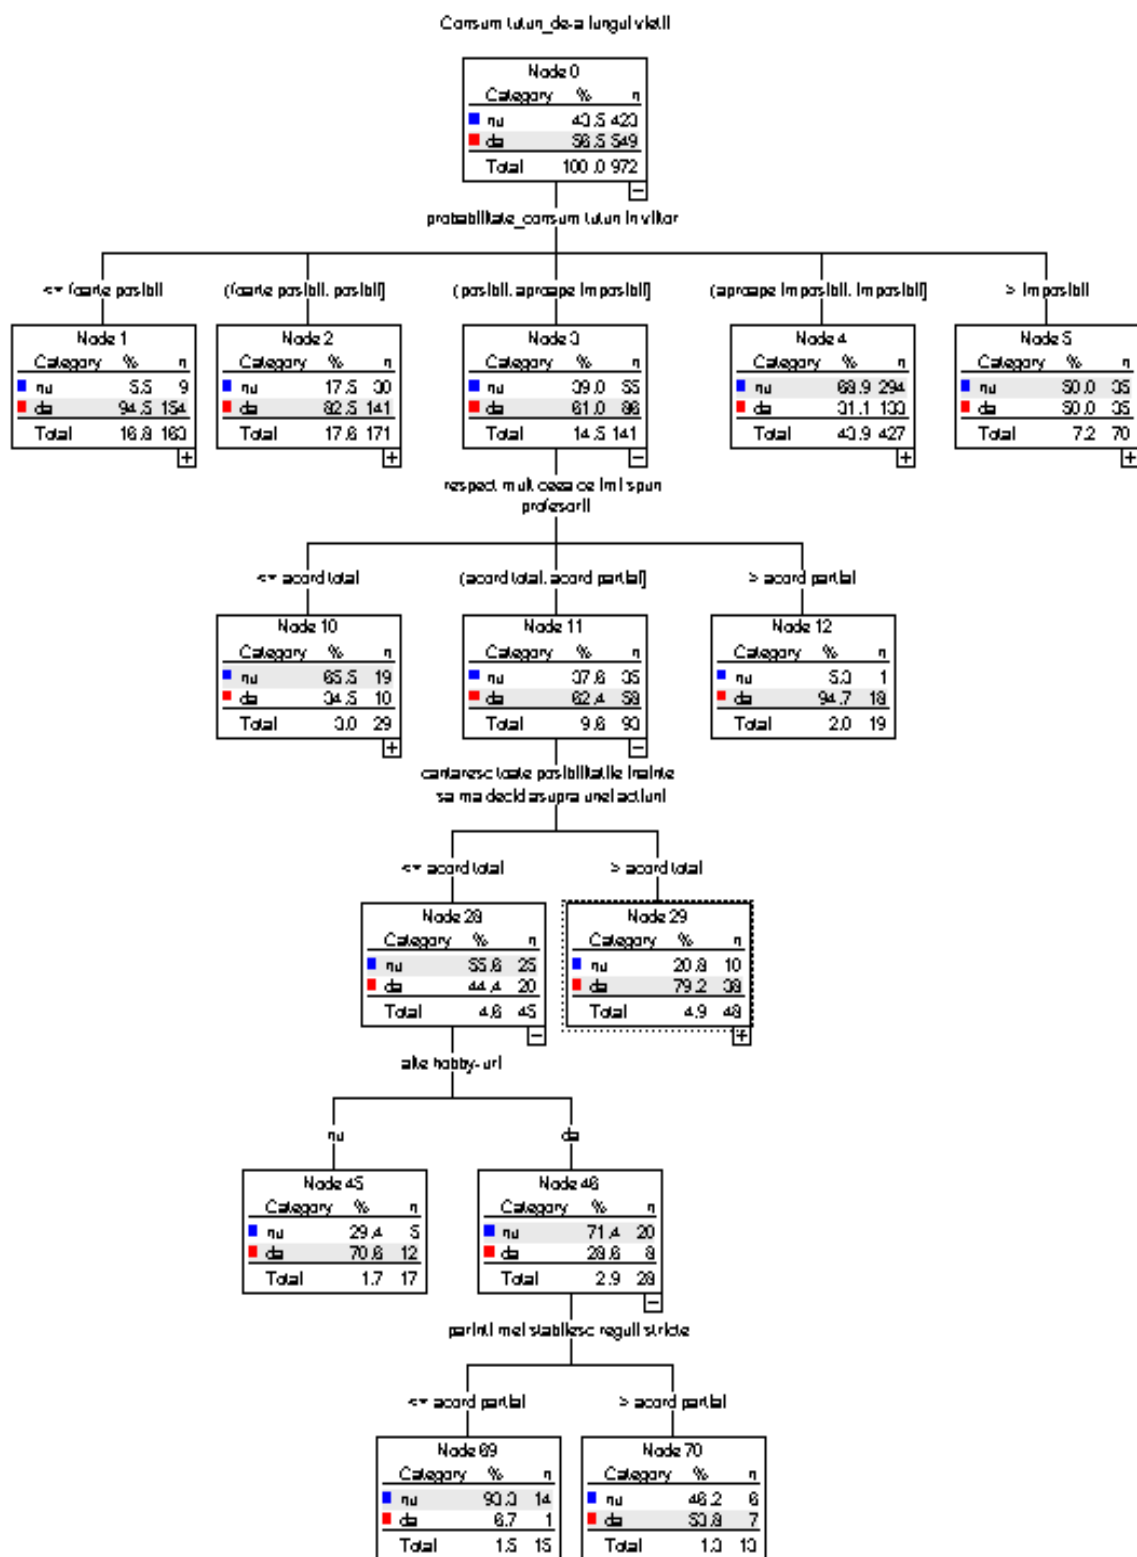 Consum tutun_de-a lungul vietii
Node 0
Category % n
nu 43.5 423
da 56.5 549
Total 100.0 972
probabilitate_consum tutun in viitor
<= foarte posibil
(foarte posibil, posibil]
(posibil, aproape imposibil]
(aproape imposibil, imposibil]
> imposibil
Node 1
Category % n
nu 5.5 9
da 94.5 154
Total 16.8 163
Node 2
Category % n
nu 17.5 30
da 82.5 141
Total 17.6 171
Node 3
Category % n
nu 39.0 55
da 61.0 86
Total 14.5 141
Node 4
Category % n
nu 68.9 294
da 31.1 133
Total 43.9 427
Node 5
Category % n
nu 50.0 35
da 50.0 35
Total 7.2 70
respect mult ceea ce imi spun
profesorii
<= acord total
(acord total, acord partial]
> acord partial
Node 10
Category % n
nu 65.5 19
da 34.5 10
Total 3.0 29
Node 11
Category % n
nu 37.6 35
da 62.4 58
Total 9.6 93
Node 12
Category % n
nu 5.3 1
da 94.7 18
Total 2.0 19
cantaresc toate posibilitatile inainte
sa ma decid asupra unei actiuni
<= acord total
> acord total
Node 28
Category % n
nu 55.6 25
da 44.4 20
Total 4.6 45
Node 29
Category % n
nu 20.8 10
da 79.2 38
Total 4.9 48
alte hobby-uri
nu
da
Node 45
Category % n
nu 29.4 5
da 70.6 12
Total 1.7 17
Node 46
Category % n
nu 71.4 20
da 28.6 8
Total 2.9 28
parintii mei stabilesc reguli stricte
<= acord partial
> acord partial
Node 69
Category % n
nu 93.3 14
da 6.7 1
Total 1.5 15
Node 70
Category % n
nu 46.2 6
da 53.8 7
Total 1.3 13